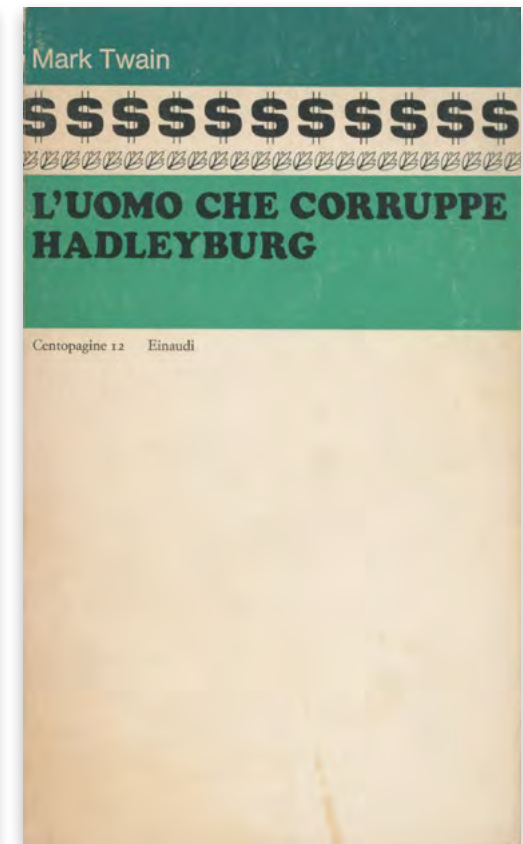 Mark Twain
$$$$$$$$$$$
L'UOMO CHE CORRUPPE
HADLEYBURG
Centopagine 12 Einaudi